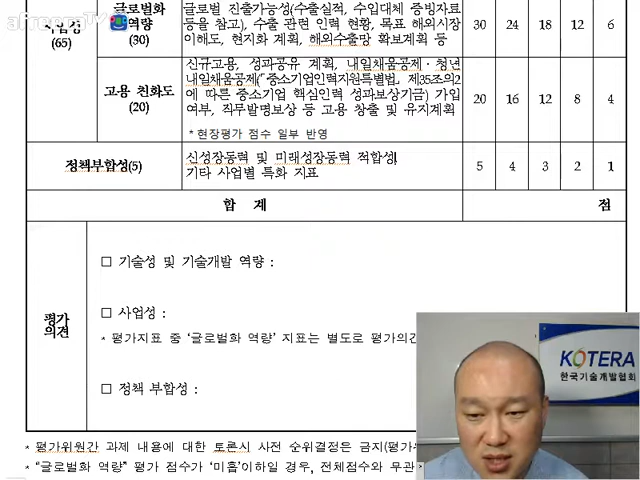 afreecaTV
사업성
(65)
글로벌화
역량
(30)
글로벌 진출가능성(수출실적, 수입대체 증빙자료
등을 참고), 수출 관련 인력 현황, 목표 해외시장
이해도, 현지화 계획, 해외수출망 확보계획 등
30 24 18 12 6
고용 친화도
(20)
신규고용, 성과공유 계획, 내일채움공제·청년
내일채움공제(「중소기업인력지원특별법」 제35조의2
에 따른 중소기업 핵심인력 성과보상기금) 가입
여부, 직무발명보상 등 고용 창출 및 유지계획
*현장평가 점수 일부 반영
20 16 12 8 4
정책부합성(5)
신성장동력 및 미래성장동력 적합성
기타 사업별 특화 지표
5 4 3 2 1
합 계
점
평가
의견
□ 기술성 및 기술개발 역량 :
□ 사업성 :
* 평가지표 중 '글로벌화 역량' 지표는 별도로 평가의견
□ 정책 부합성 :
* 평가위원간 과제 내용에 대한 토론시 사전 순위결정은 금지(평가
* "글로벌화 역량" 평가 점수가 '미흡'이하일 경우, 전체점수와 무관
KOTERA
한국기술개발협회